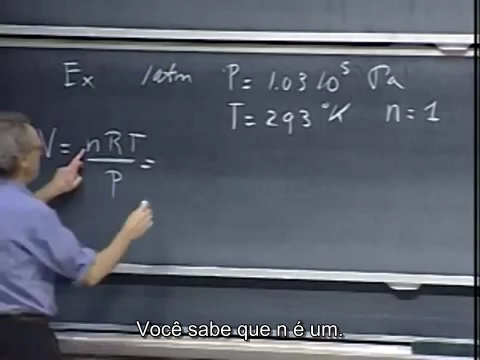 Ex 1atm P = 1.03 10⁵ Pa
T = 293 °K n = 1
V = nRT =
P
Você sabe que n é um.